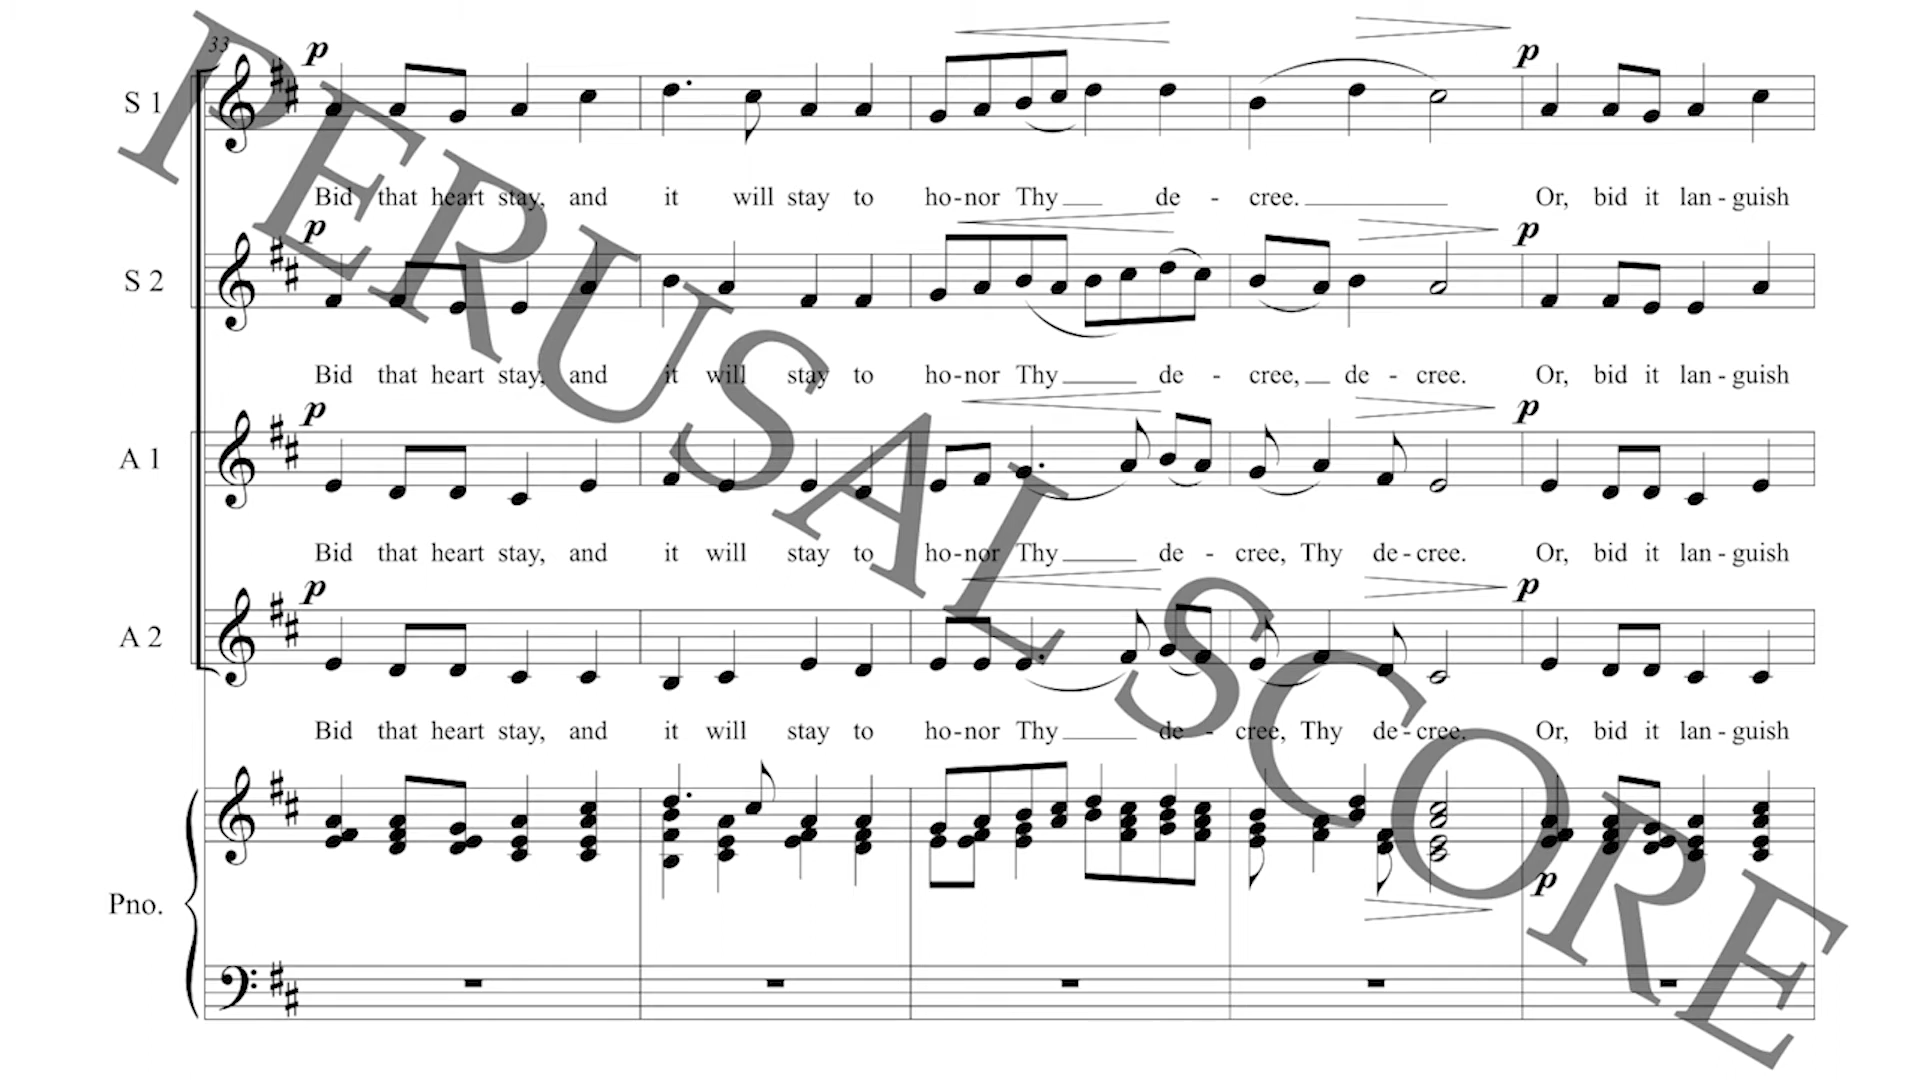 33
p p
S 1
Bid that heart stay, and it will stay to ho-nor Thy de - cree. Or, bid it lan-guish
p p
S 2
Bid that heart stay, and it will stay to ho-nor Thy de - cree, de - cree. Or, bid it lan-guish
p p
A 1
Bid that heart stay, and it will stay to ho-nor Thy de - cree, Thy de-cree. Or, bid it lan-guish
p p
A 2
Bid that heart stay, and it will stay to ho-nor Thy de - cree, Thy de-cree. Or, bid it lan-guish
p
Pno.
PERUSAL SCORE